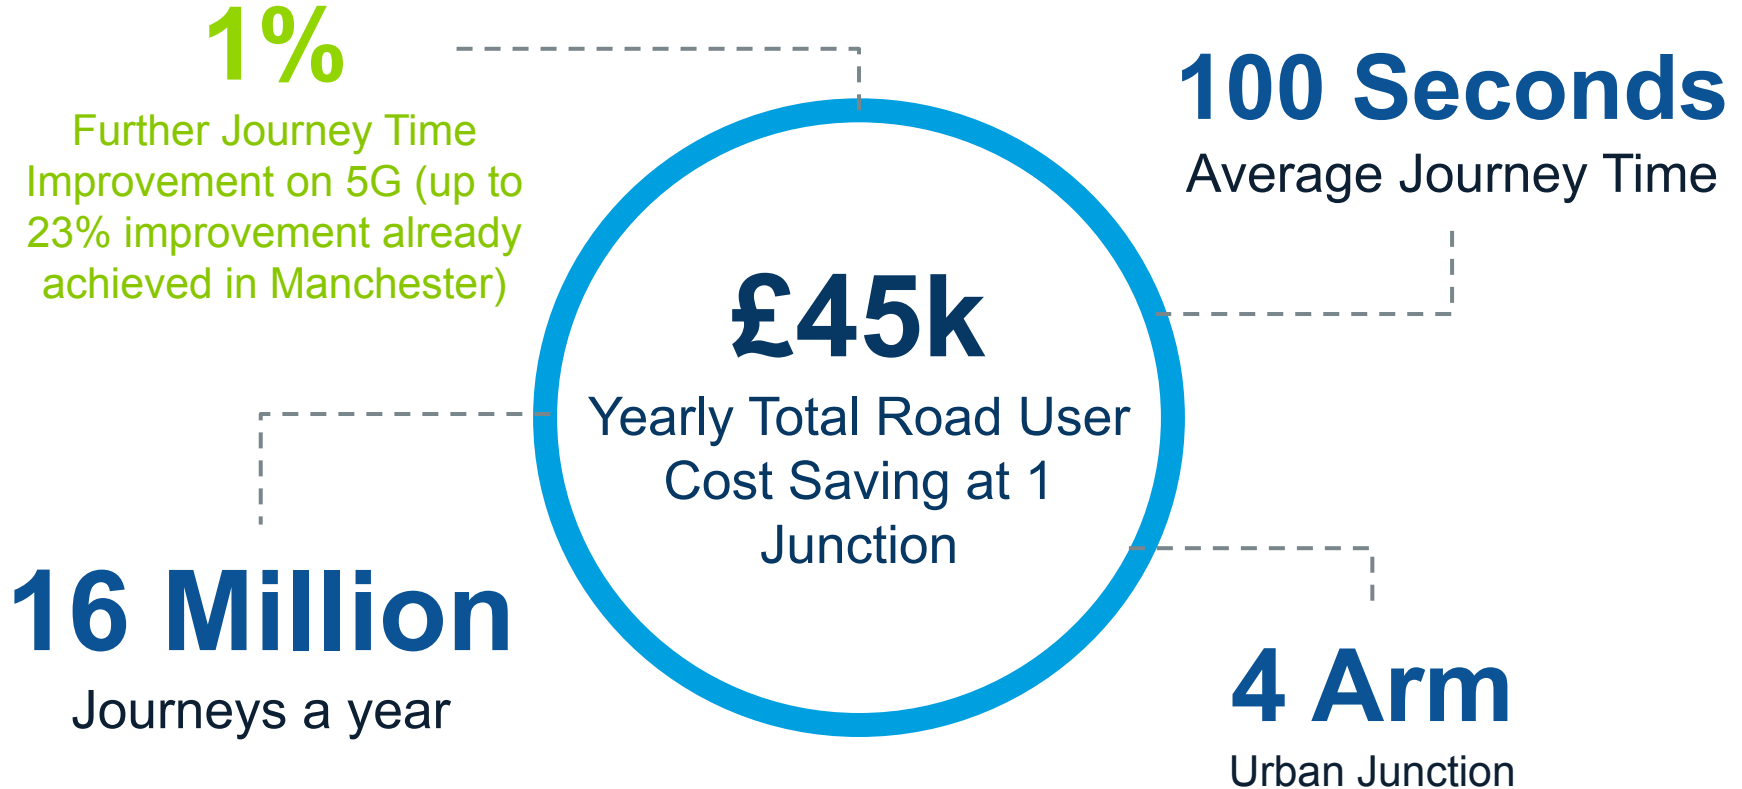 1%
Further Journey Time
Improvement on 5G (up to
23% improvement already
achieved in Manchester)
100 Seconds
Average Journey Time
£45k
Yearly Total Road User
Cost Saving at 1
Junction
16 Million
Journeys a year
4 Arm
Urban Junction